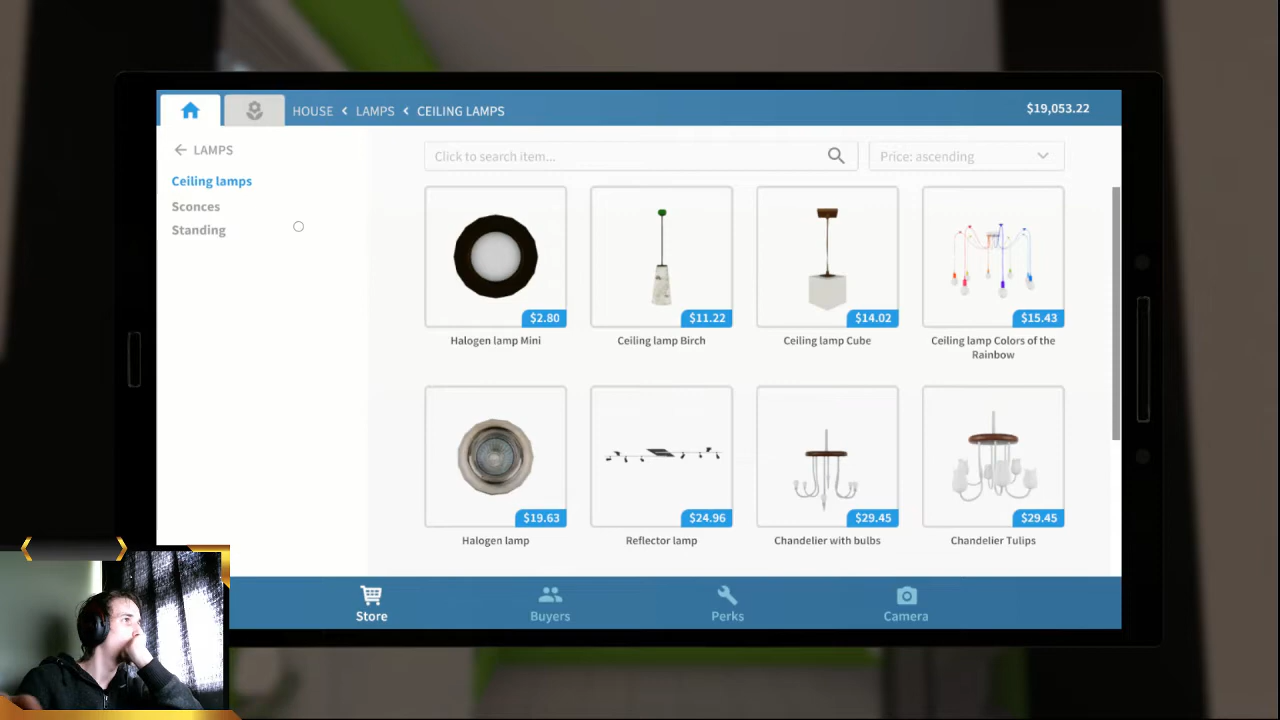 HOUSE < LAMPS < CEILING LAMPS
$19,053.22
LAMPS
Ceiling lamps
Sconces
Standing
Click to search item...
Price: ascending
$2.80
$11.22
$14.02
$15.43
Halogen lamp Mini
Ceiling lamp Birch
Ceiling lamp Cube
Ceiling lamp Colors of the
Rainbow
$19.63
$24.96
$29.45
$29.45
Halogen lamp
Reflector lamp
Chandelier with bulbs
Chandelier Tulips
Store
Buyers
Perks
Camera